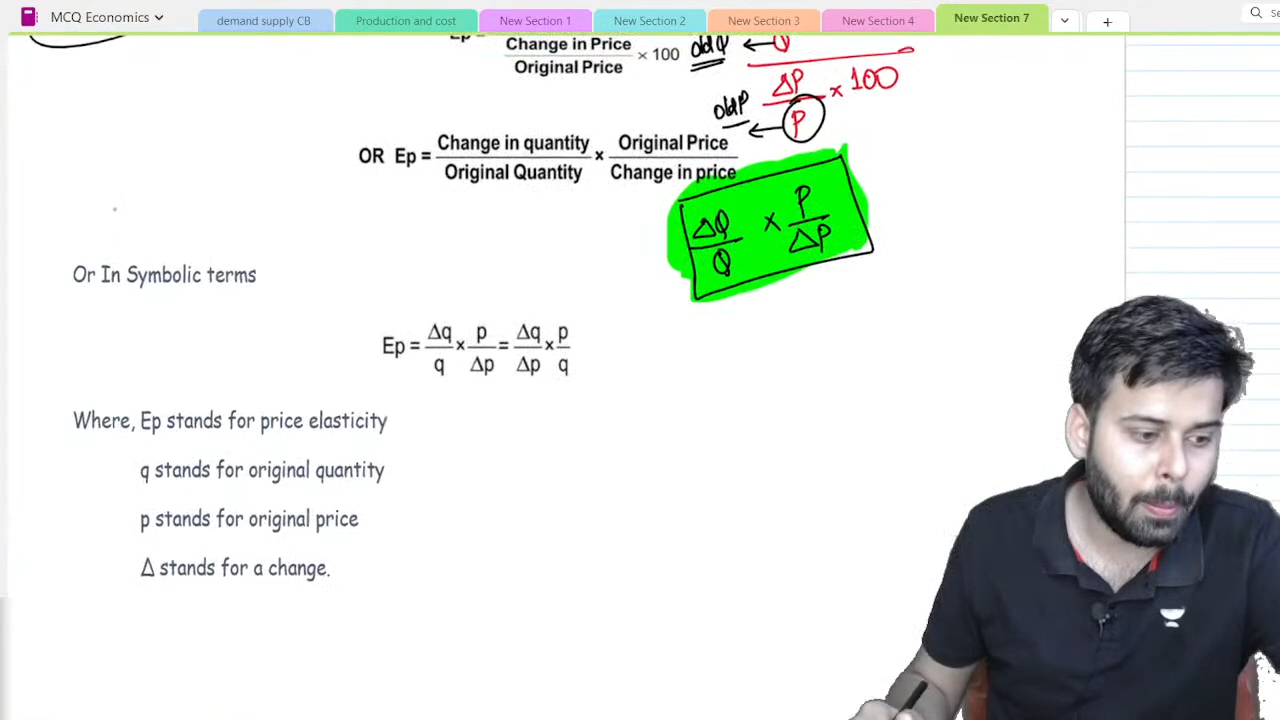 MCQ Economics
demand supply CB
Production and cost
New Section 1
New Section 2
New Section 3
New Section 4
New Section 7
+
Ep =
Change in Price
Original Price
× 100
old Q ← Q
ΔP
P
× 100
old P ←
OR Ep = Change in quantity / Original Quantity × Original Price / Change in price
ΔQ / Q × P / ΔP
Or In Symbolic terms
Ep = Δq / q × p / Δp = Δq / Δp × p / q
Where, Ep stands for price elasticity
q stands for original quantity
p stands for original price
Δ stands for a change.